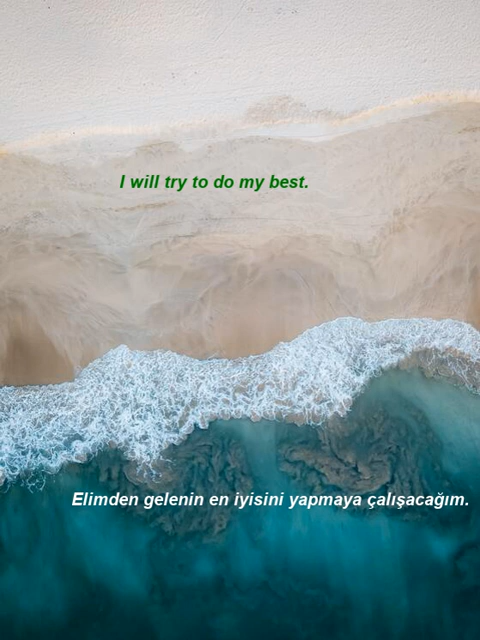 I will try to do my best.
Elimden gelenin en iyisini yapmaya çalışacağım.